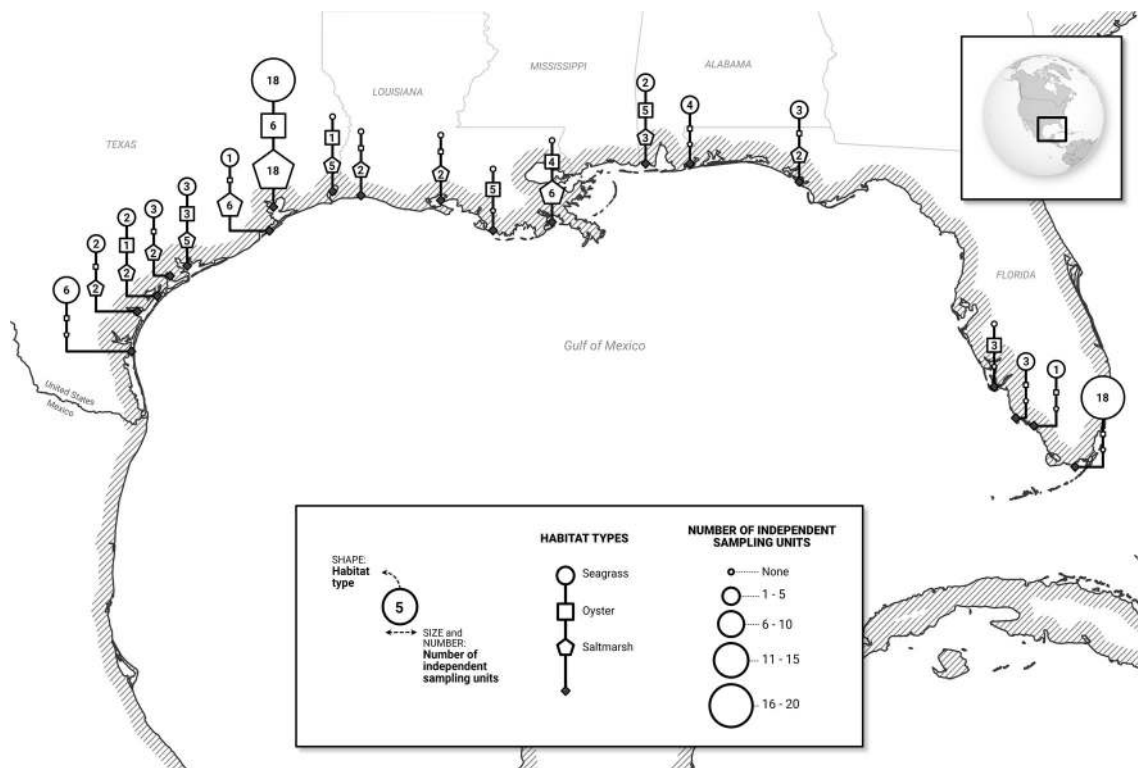 MISSISSIPPI
ALABAMA
LOUISIANA
TEXAS
FLORIDA
Gulf of Mexico
United States
Mexico
6
2
2
2
1
2
3
2
3
3
5
1
6
18
6
18
1
5
2
2
5
4
6
2
5
3
4
3
2
3
3
1
18
SHAPE:
Habitat
type
5
SIZE and
NUMBER:
Number of
independent
sampling units
HABITAT TYPES
Seagrass
Oyster
Saltmarsh
NUMBER OF INDEPENDENT
SAMPLING UNITS
None
1 - 5
6 - 10
11 - 15
16 - 20